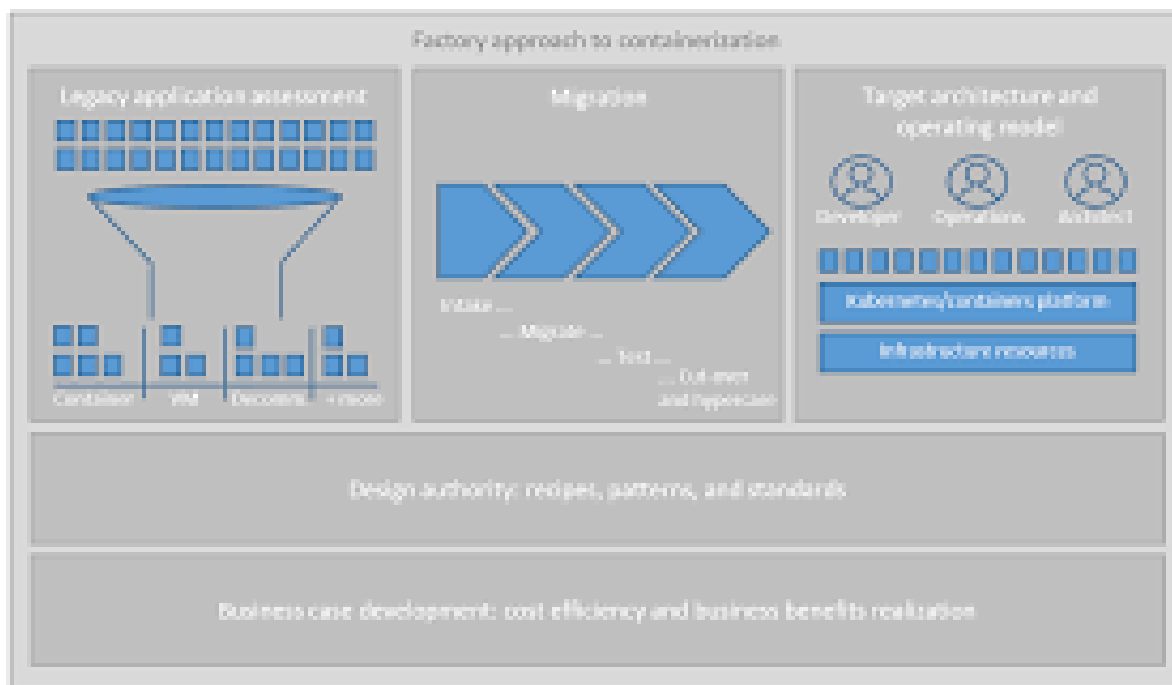 Factory approach to containerization
Legacy application assessment
Container
VM
Decomm.
+ more
Migration
Intake ...
... Migrate ...
... Test ...
... Cut-over
and hypercare
Target architecture and
operating model
Developer
Operations
Architect
Kubernetes/containers platform
Infrastructure resources
Design authority: recipes, patterns, and standards
Business case development: cost efficiency and business benefits realization